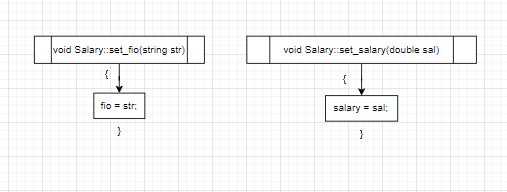 void Salary::set_fio(string str)
{
fio = str;
}
void Salary::set_salary(double sal)
{
salary = sal;
}